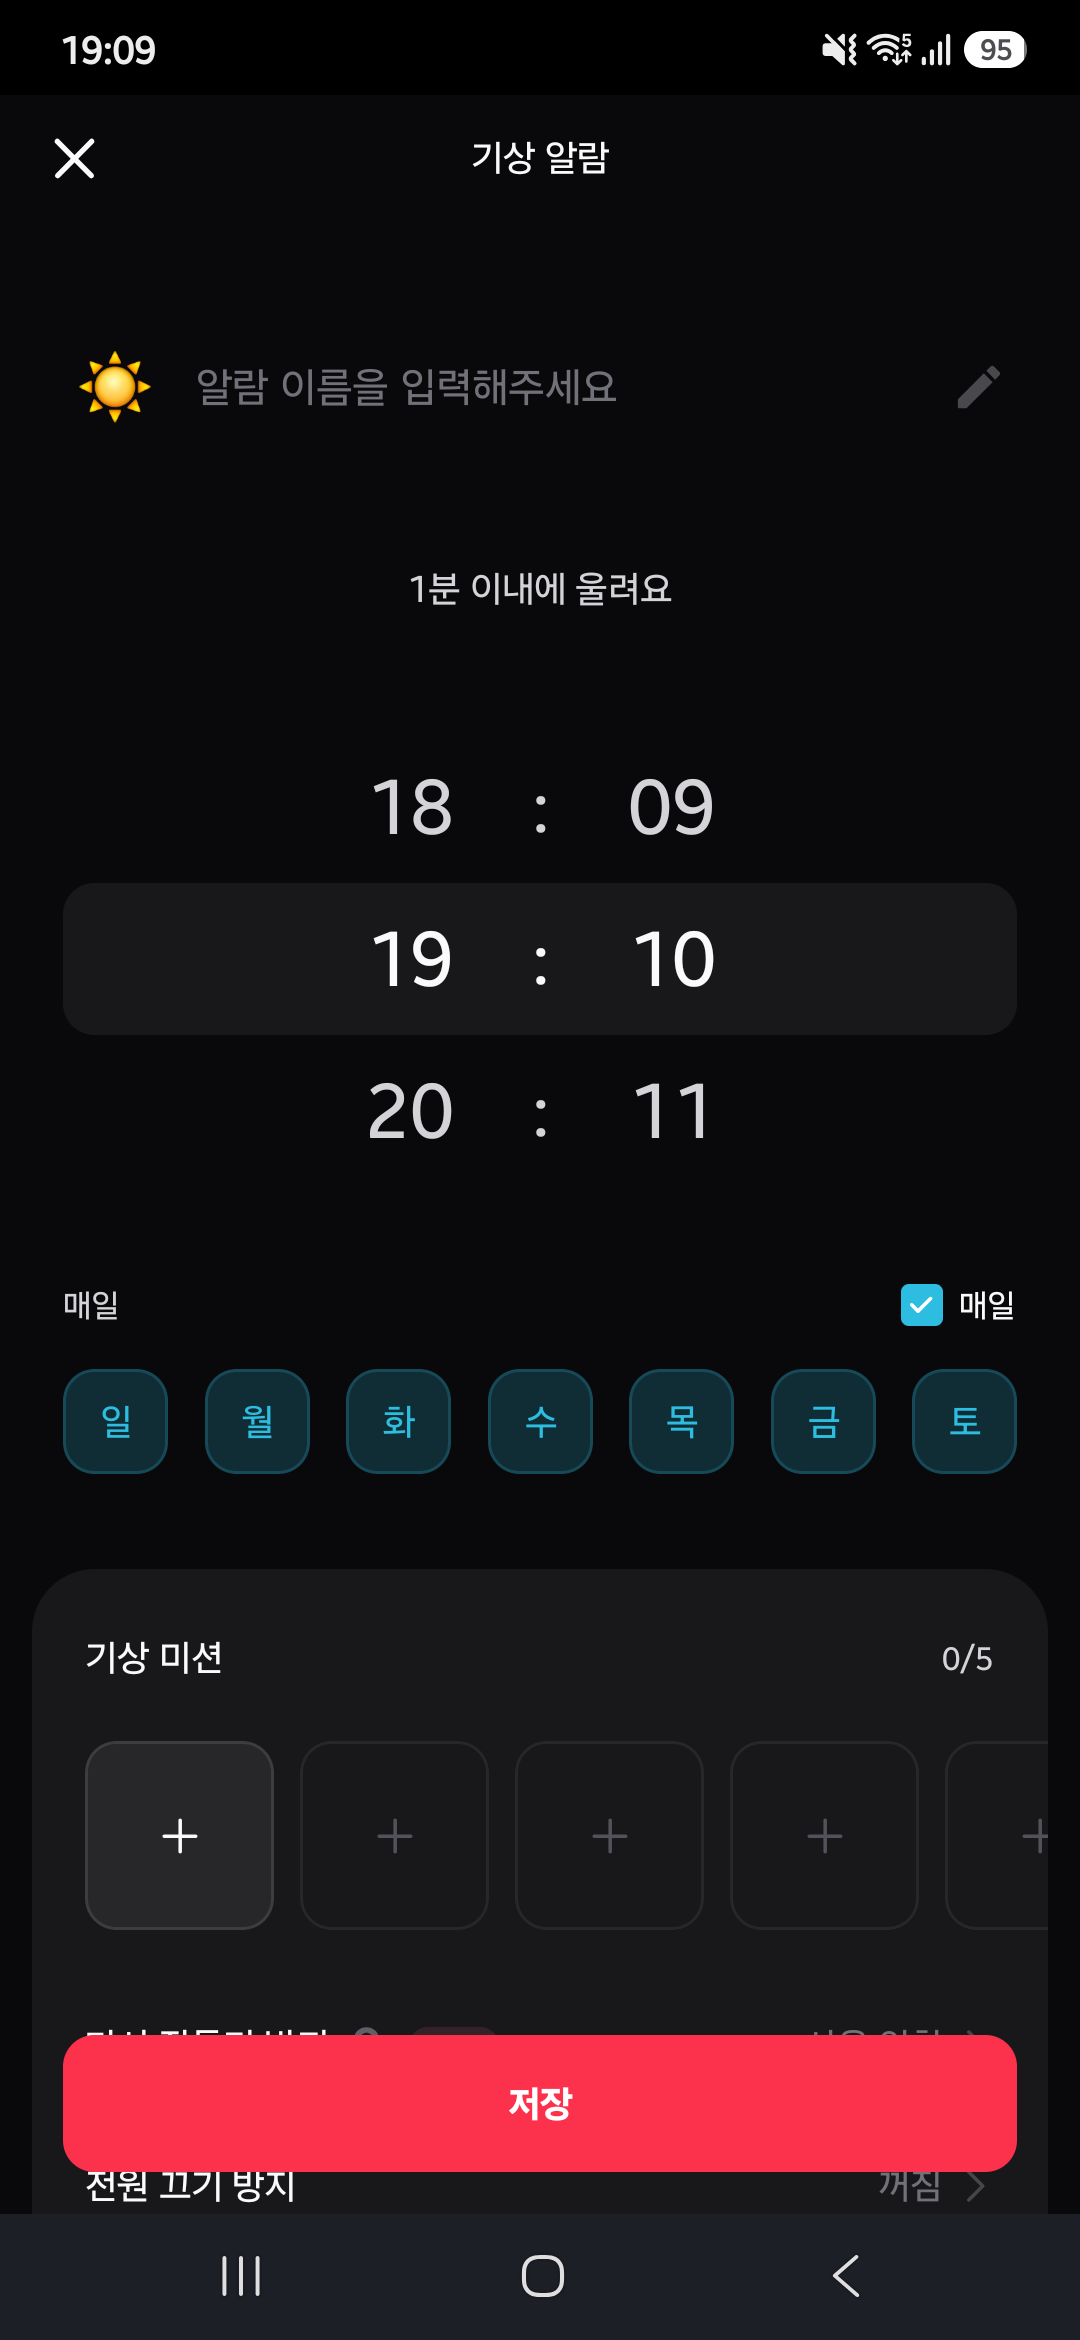 19:09
5
95
기상 알람
알람 이름을 입력해주세요
1분 이내에 울려요
18 : 09
19 : 10
20 : 11
매일
매일
일 월 화 수 목 금 토
기상 미션
0/5
저장
전원 끄기 방지
꺼짐